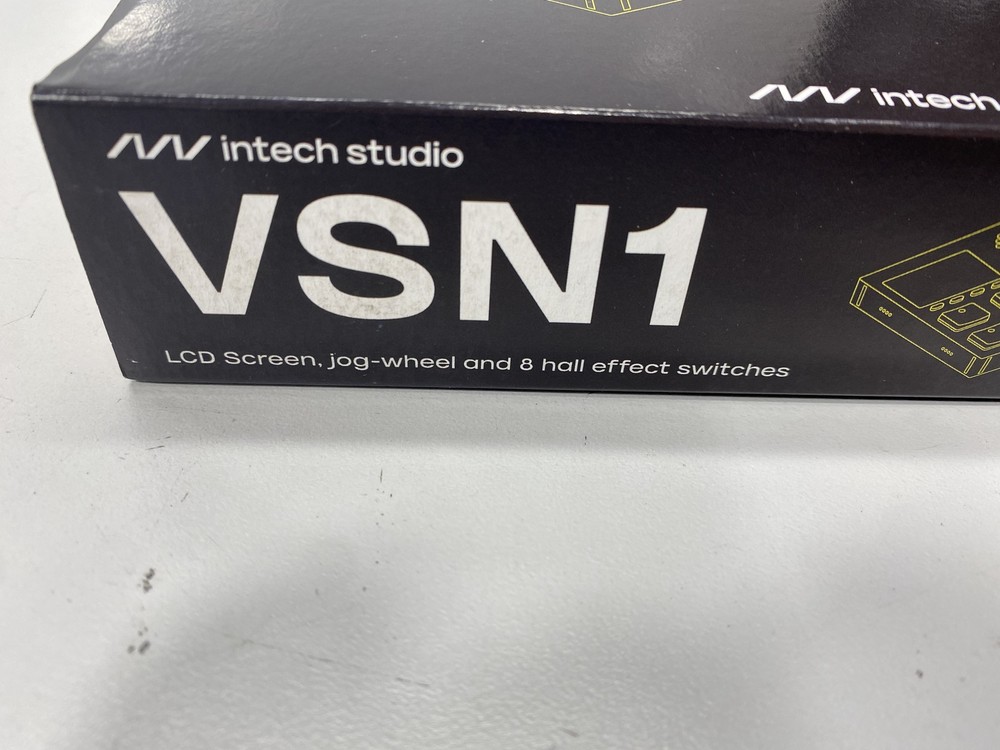 intech
intech studio
VSN1
LCD Screen, jog-wheel and 8 hall effect switches